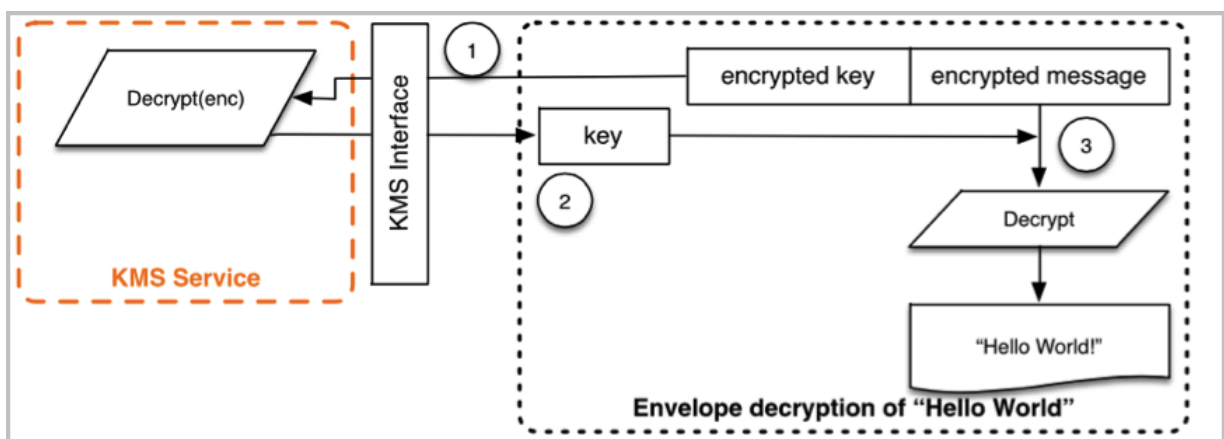 1
encrypted key
encrypted message
Decrypt(enc)
KMS Interface
key
3
2
Decrypt
KMS Service
“Hello World!”
Envelope decryption of “Hello World”